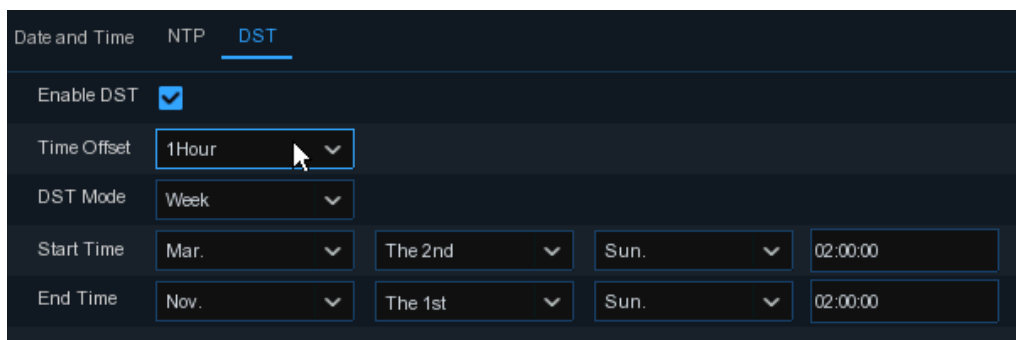 Date and Time NTP DST
Enable DST
Time Offset 1Hour
DST Mode Week
Start Time Mar. The 2nd Sun. 02:00:00
End Time Nov. The 1st Sun. 02:00:00